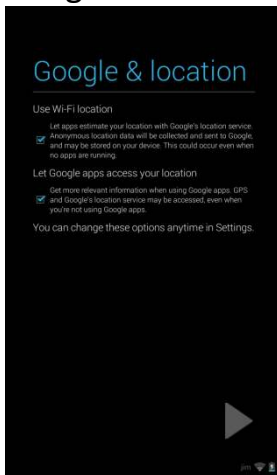 Google & location
Use Wi-Fi location
Let apps estimate your location with Google's location service.
Anonymous location data will be collected and sent to Google,
and may be stored on your device. This could occur even when
no apps are running.
Let Google apps access your location
Get more relevant information when using Google apps. GPS
and Google's location service may be accessed, even when
you're not using Google apps.
You can change these options anytime in Settings.
jim